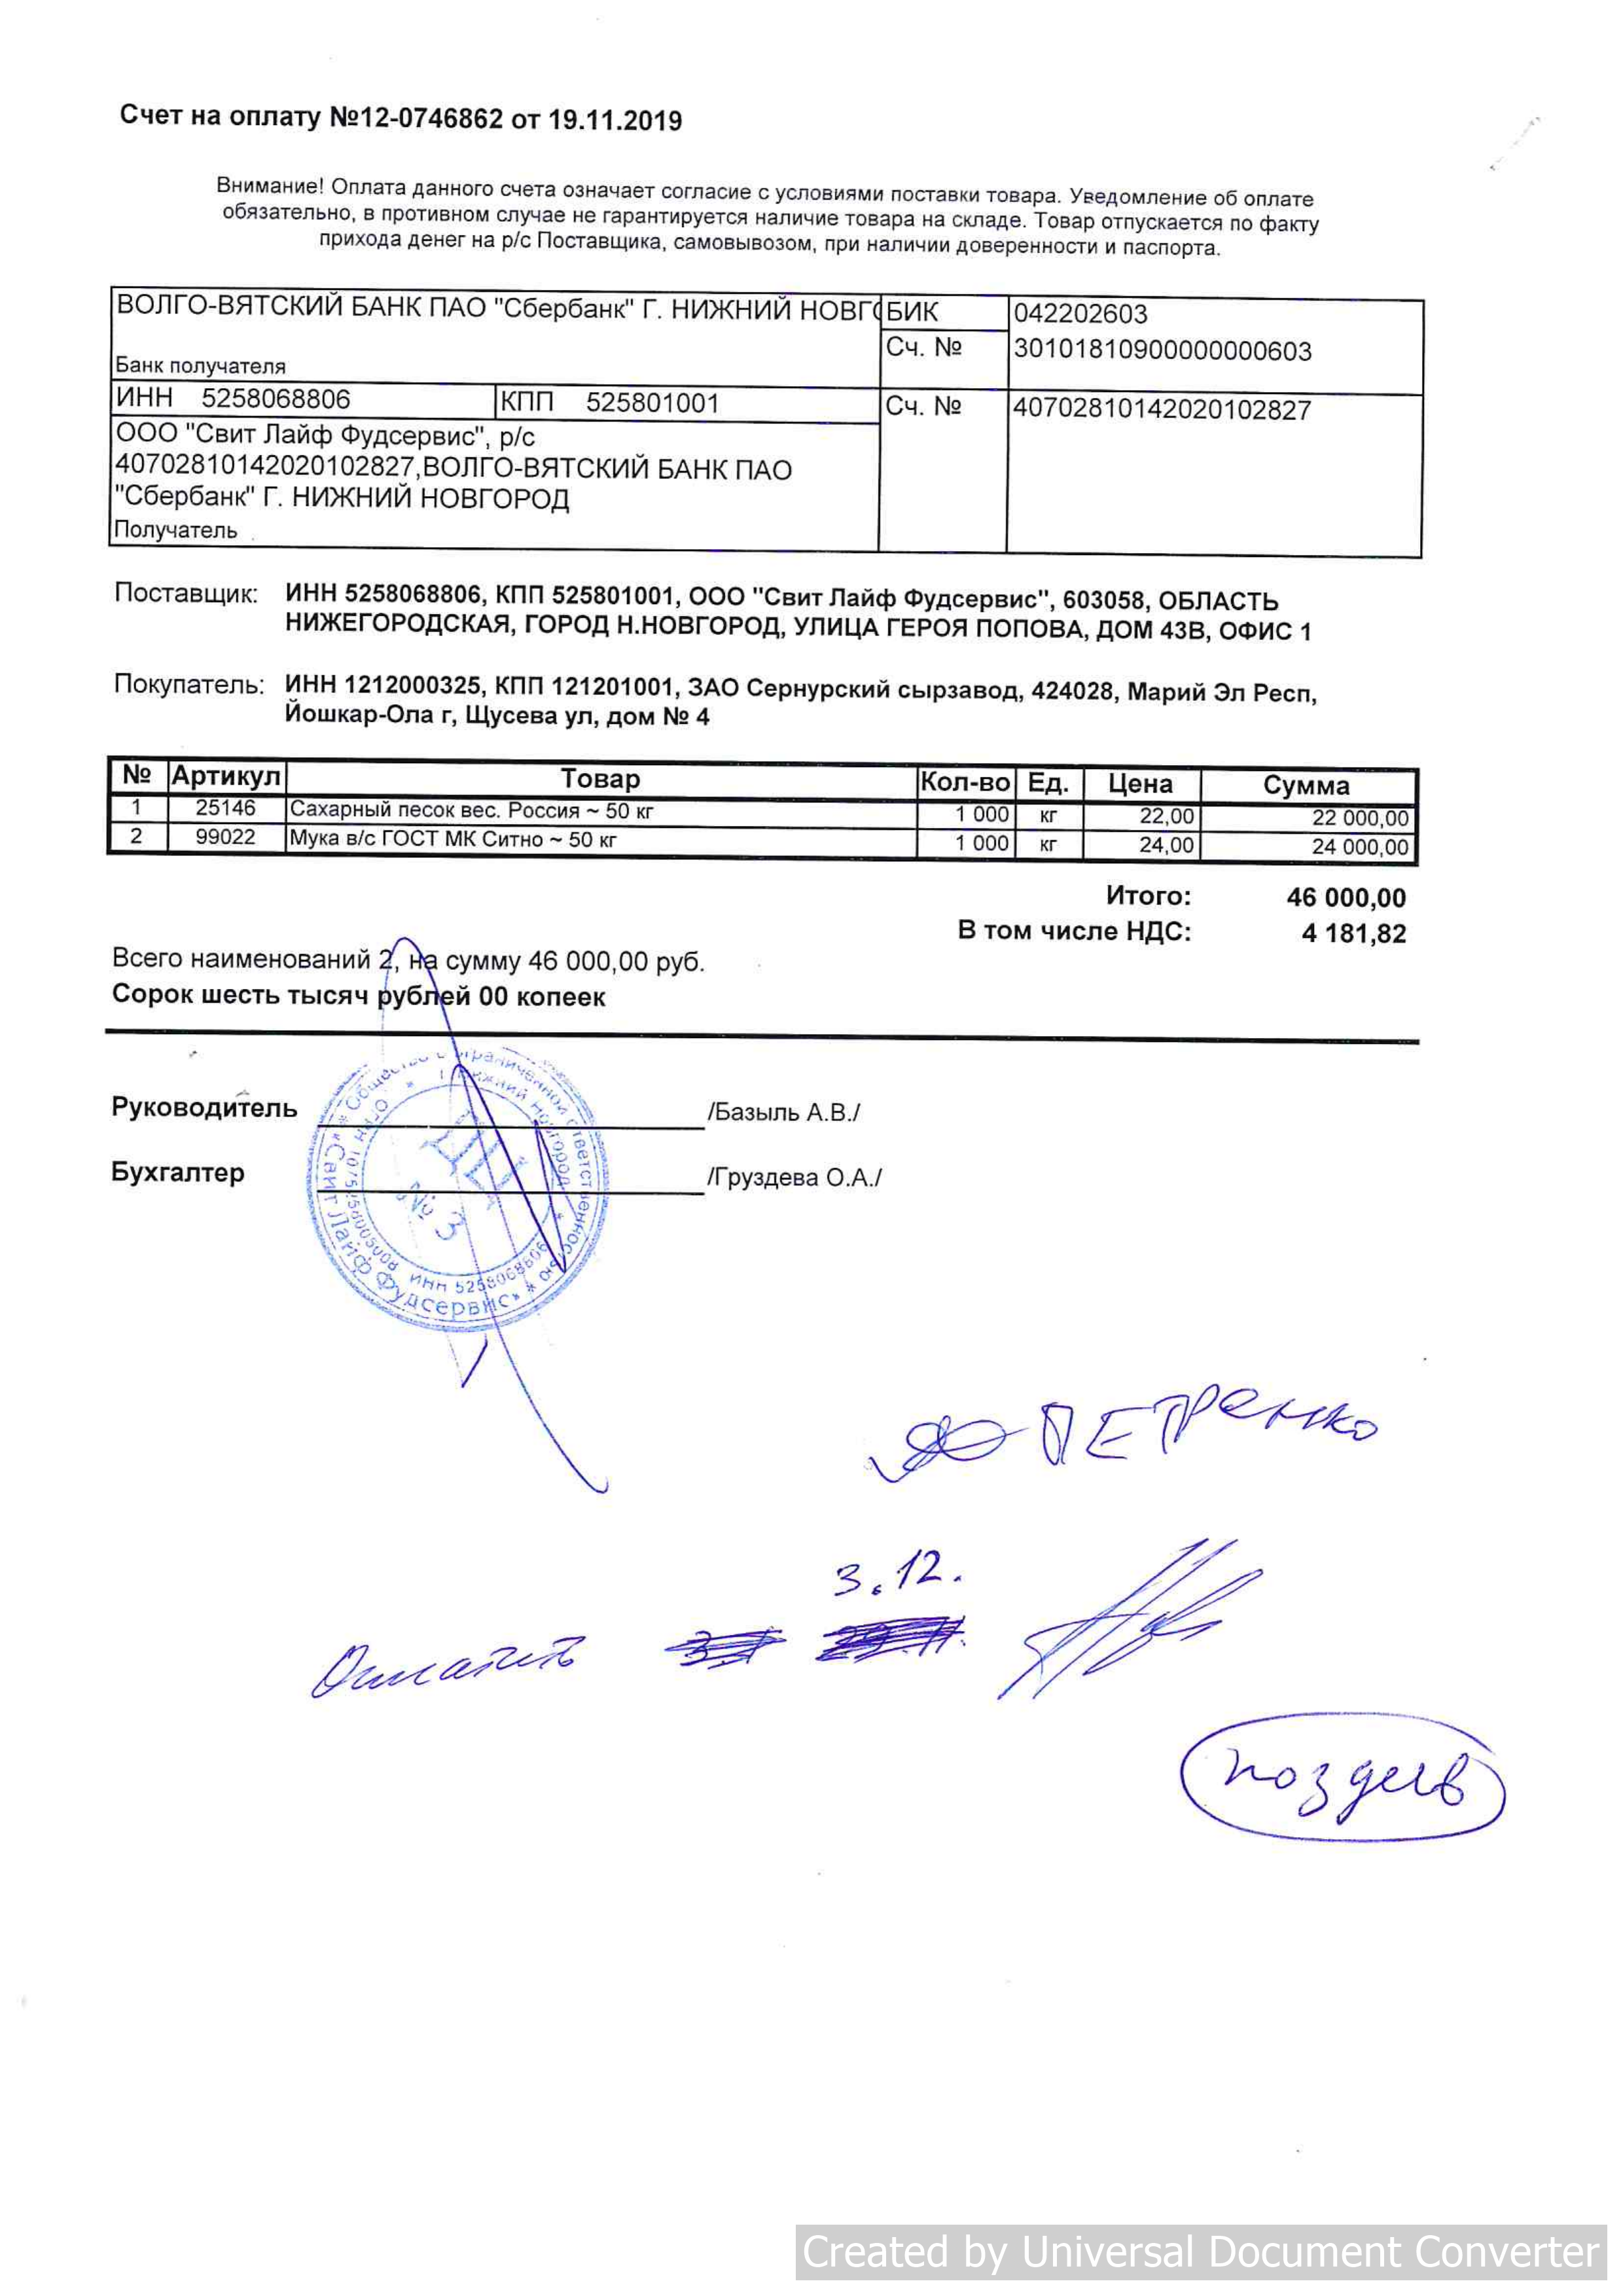 Счет на оплату №12-0746862 от 19.11.2019
Внимание! Оплата данного счета означает согласие с условиями поставки товара. Уведомление об оплате
обязательно, в противном случае не гарантируется наличие товара на складе. Товар отпускается по факту
прихода денег на р/с Поставщика, самовывозом, при наличии доверенности и паспорта.
ВОЛГО-ВЯТСКИЙ БАНК ПАО "Сбербанк" Г. НИЖНИЙ НОВГО БИК 042202603
Сч. № 30101810900000000603
Банк получателя
ИНН 5258068806 КПП 525801001 Сч. № 40702810142020102827
ООО "Свит Лайф Фудсервис", р/с
40702810142020102827,ВОЛГО-ВЯТСКИЙ БАНК ПАО
"Сбербанк" Г. НИЖНИЙ НОВГОРОД
Получатель
Поставщик: ИНН 5258068806, КПП 525801001, ООО "Свит Лайф Фудсервис", 603058, ОБЛАСТЬ
НИЖЕГОРОДСКАЯ, ГОРОД Н.НОВГОРОД, УЛИЦА ГЕРОЯ ПОПОВА, ДОМ 43В, ОФИС 1
Покупатель: ИНН 1212000325, КПП 121201001, ЗАО Сернурский сырзавод, 424028, Марий Эл Респ,
Йошкар-Ола г, Щусева ул, дом № 4
№ Артикул Товар Кол-во Ед. Цена Сумма
1 25146 Сахарный песок вес. Россия ~ 50 кг 1 000 кг 22,00 22 000,00
2 99022 Мука в/с ГОСТ МК Ситно ~ 50 кг 1 000 кг 24,00 24 000,00
Итого: 46 000,00
В том числе НДС: 4 181,82
Всего наименований 2, на сумму 46 000,00 руб.
Сорок шесть тысяч рублей 00 копеек
Руководитель /Базыль А.В./
Бухгалтер /Груздева О.А./
№ 3
г. Нижний Новгород
ИНН 5258068806
«Свит Лайф Фудсервис»
ПЕТРЕНКО
3.12.
Оплатить
поздеев
Created by Universal Document Converter